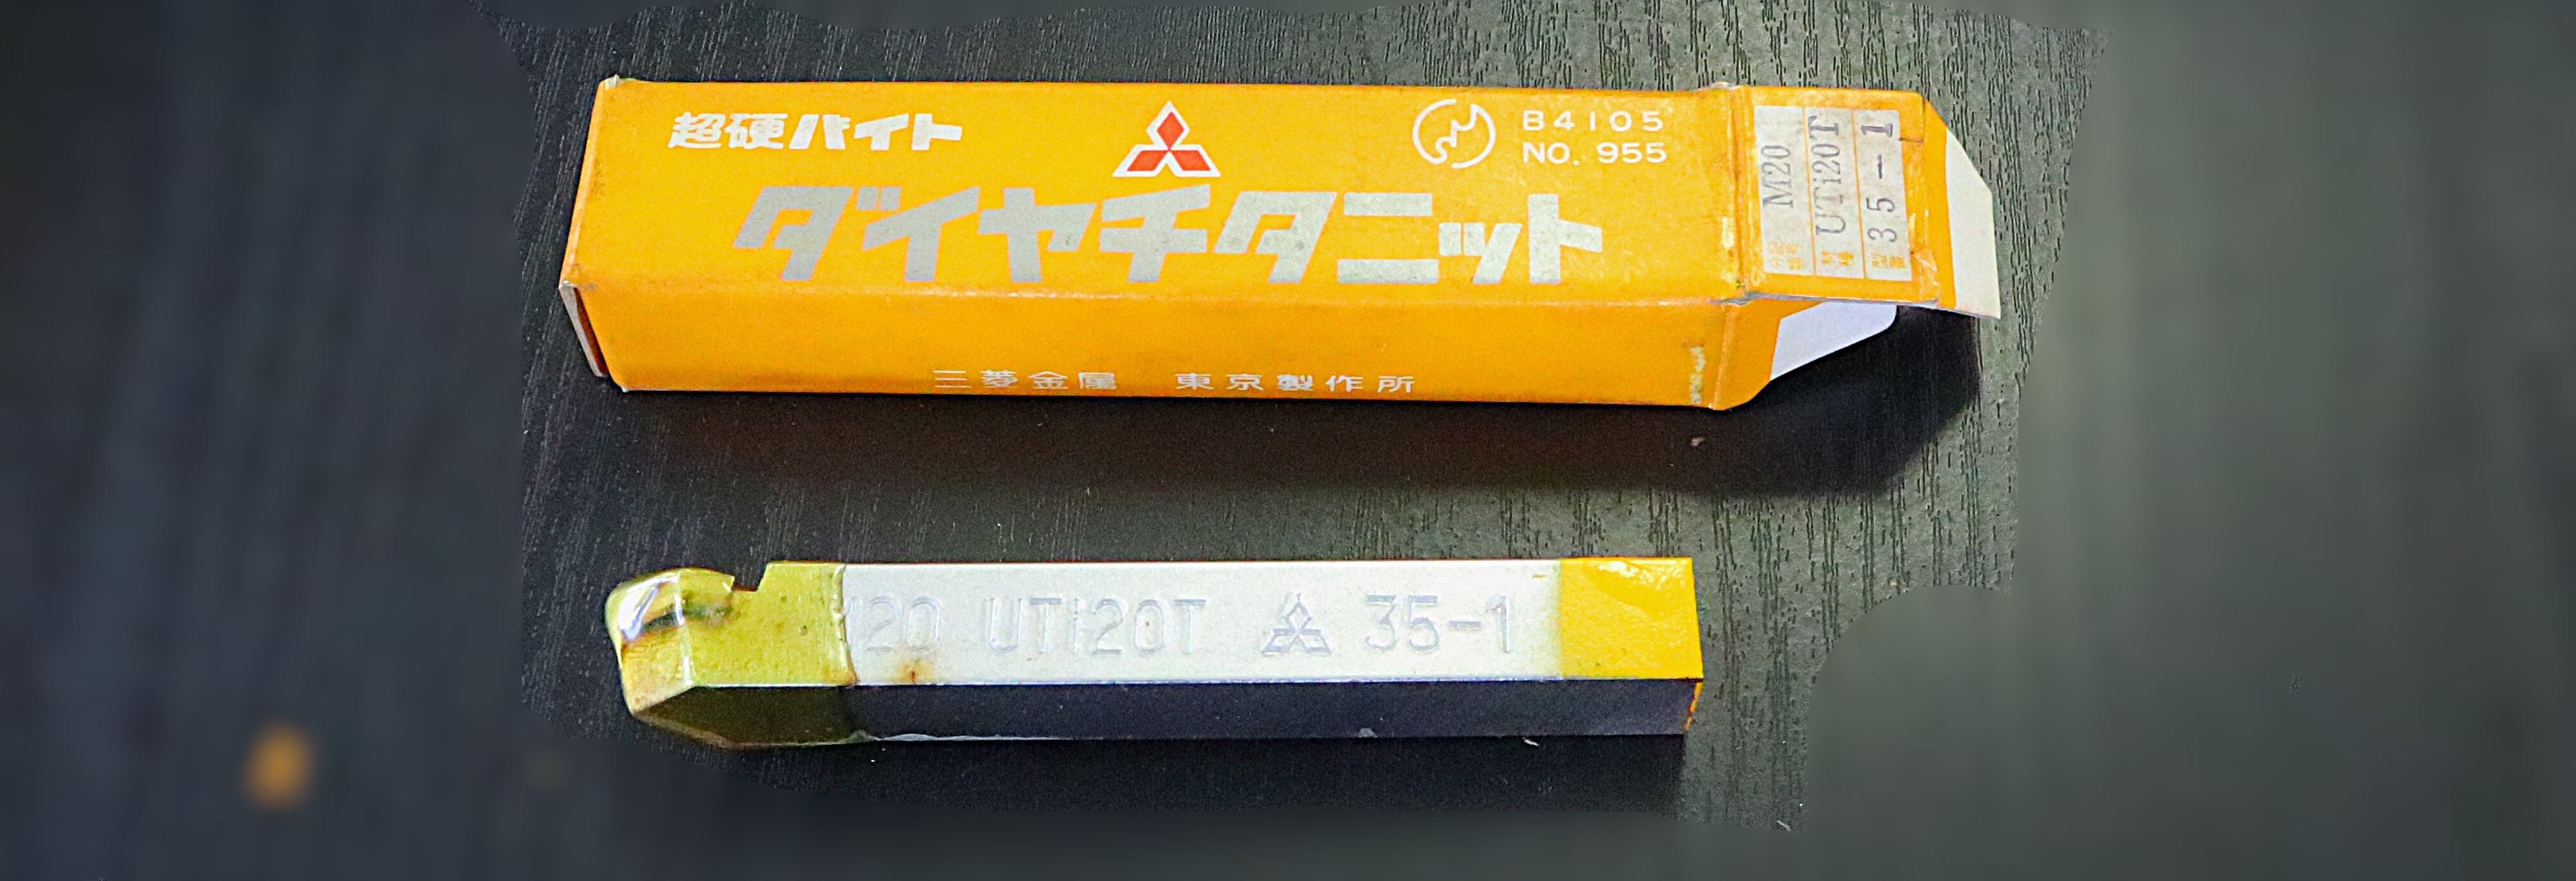 超硬バイト
B4105
NO. 955
ダイヤチタニット
三菱金属 東京製作所
M20
UTi20T
35-1
20 UTi20T 35-1